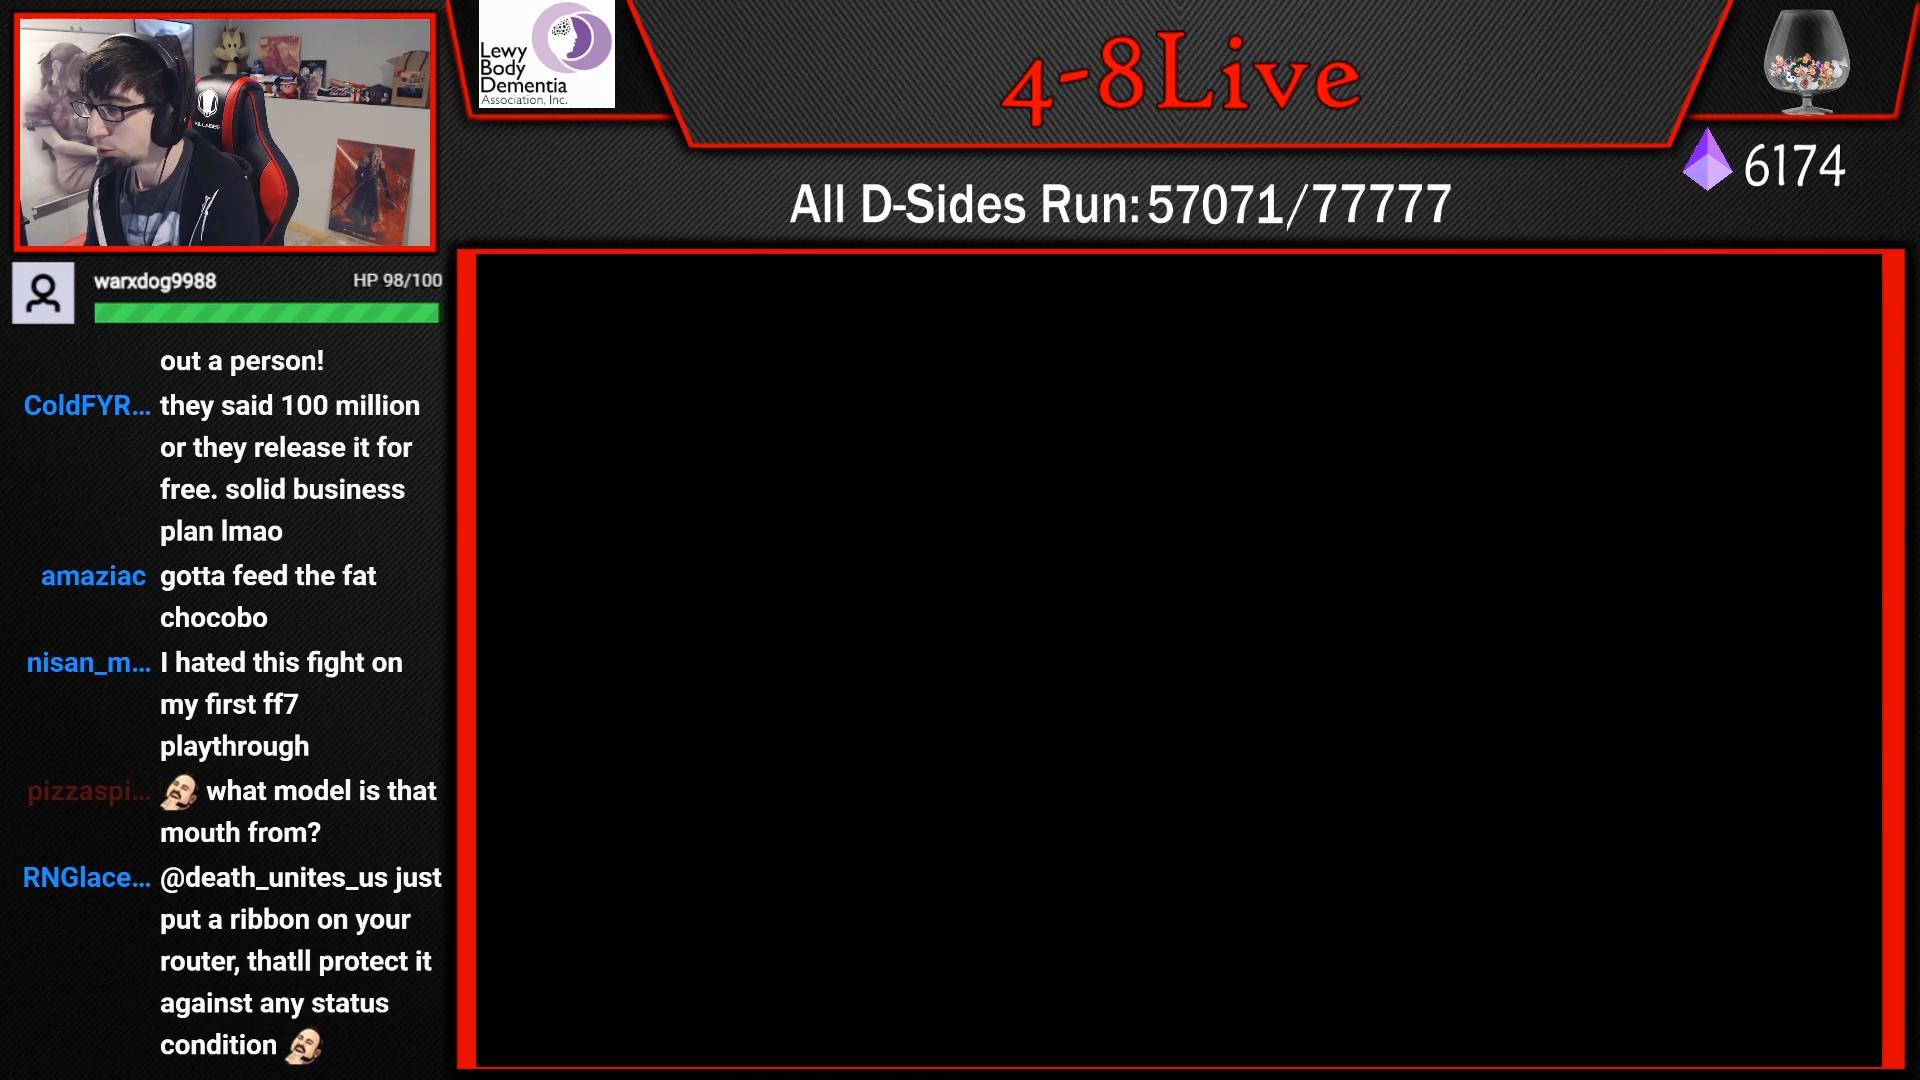 Lewy
Body
Dementia
Association, Inc.
4-8Live
6174
All D-Sides Run: 57071/77777
warxdog9988 HP 98/100
out a person!
ColdFYR... they said 100 million
or they release it for
free. solid business
plan lmao
amaziac gotta feed the fat
chocobo
nisan_m... I hated this fight on
my first ff7
playthrough
pizzaspi... what model is that
mouth from?
RNGlace... @death_unites_us just
put a ribbon on your
router, thatll protect it
against any status
condition